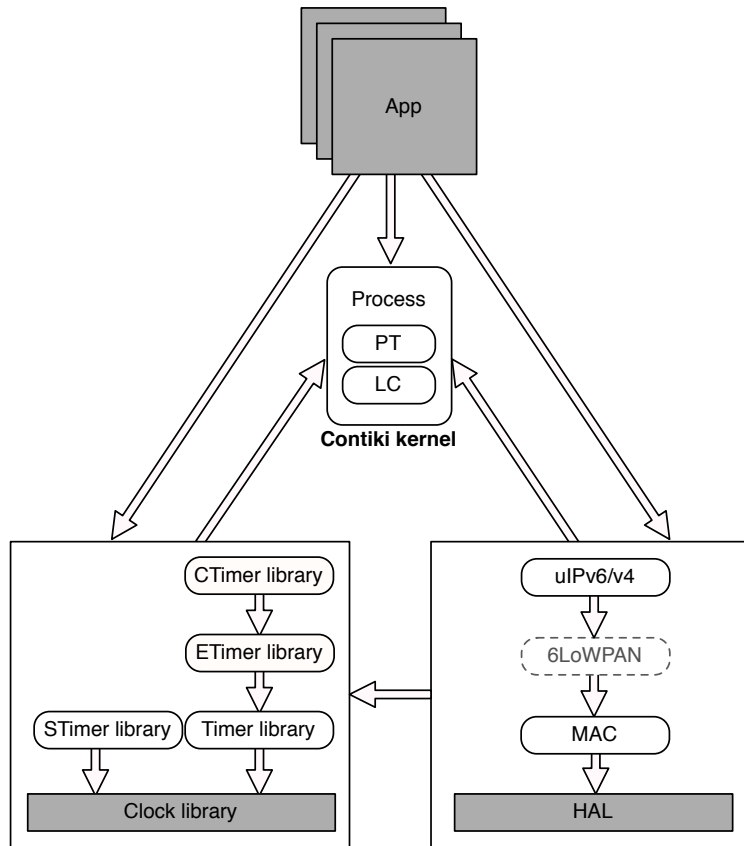 App
Process
PT
LC
Contiki kernel
CTimer library
ETimer library
STimer library
Timer library
Clock library
uIPv6/v4
6LoWPAN
MAC
HAL